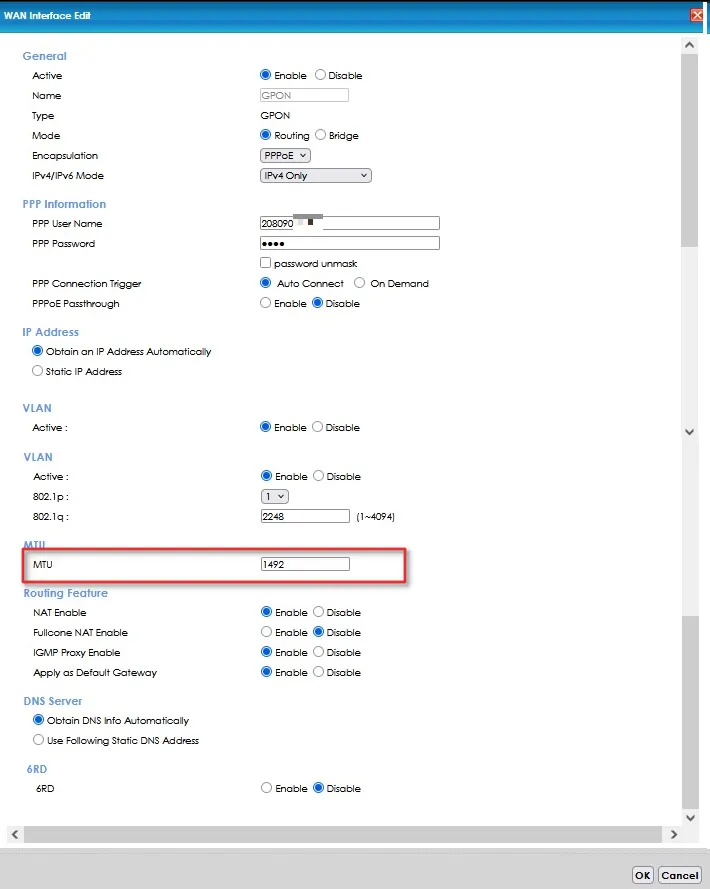 WAN Interface Edit
General
Active Enable Disable
Name GPON
Type GPON
Mode Routing Bridge
Encapsulation PPPoE
IPv4/IPv6 Mode IPv4 Only
PPP Information
PPP User Name 208090
PPP Password ●●●●
password unmask
PPP Connection Trigger Auto Connect On Demand
PPPoE Passthrough Enable Disable
IP Address
Obtain an IP Address Automatically
Static IP Address
VLAN
Active : Enable Disable
VLAN
Active : Enable Disable
802.1p : 1
802.1q : 2248 (1~4094)
MTU
MTU 1492
Routing Feature
NAT Enable Enable Disable
Fullcone NAT Enable Enable Disable
IGMP Proxy Enable Enable Disable
Apply as Default Gateway Enable Disable
DNS Server
Obtain DNS Info Automatically
Use Following Static DNS Address
6RD
6RD Enable Disable
OK Cancel